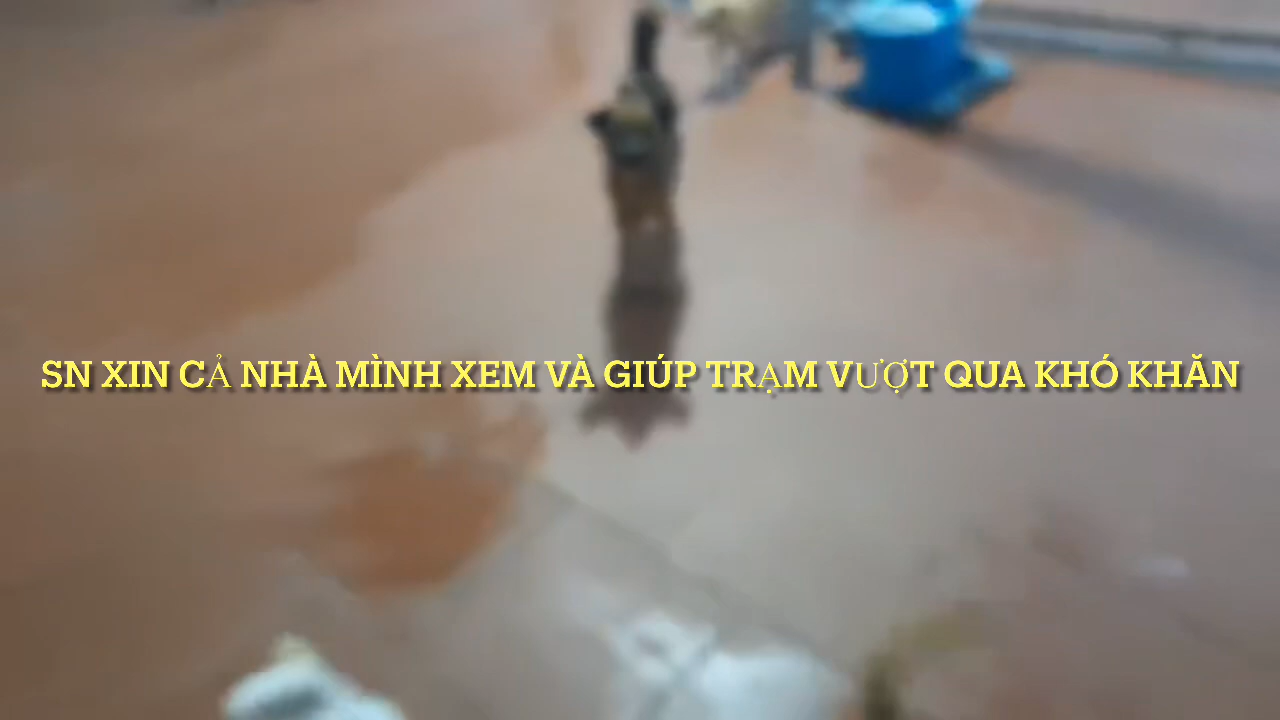 SN XIN CẢ NHÀ MÌNH XEM VÀ GIÚP TRẠM VƯỢT QUA KHÓ KHĂN